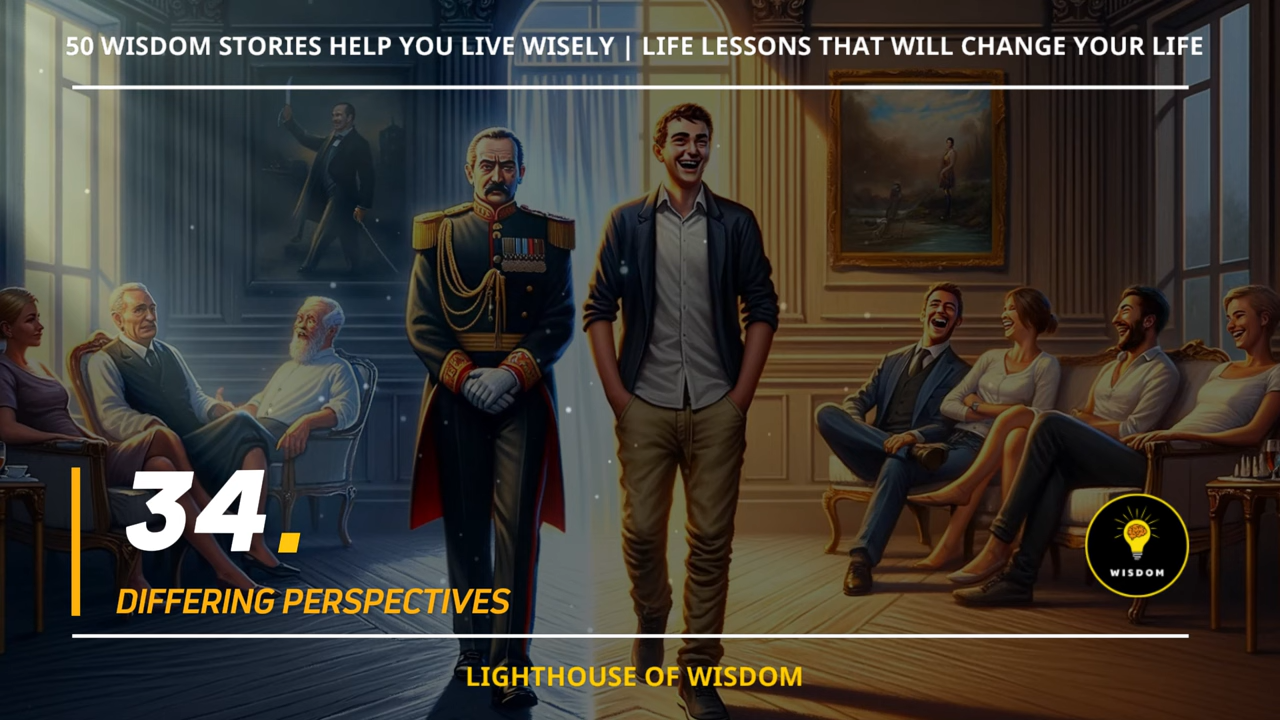 50 WISDOM STORIES HELP YOU LIVE WISELY | LIFE LESSONS THAT WILL CHANGE YOUR LIFE
34.
DIFFERING PERSPECTIVES
WISDOM
LIGHTHOUSE OF WISDOM